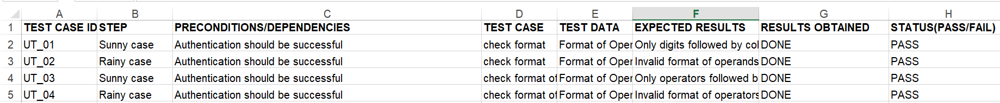 A B C D E F G H
1 TEST CASE ID STEP PRECONDITIONS/DEPENDENCIES TEST CASE TEST DATA EXPECTED RESULTS RESULTS OBTAINED STATUS(PASS/FAIL)
2 UT_01 Sunny case Authentication should be successful check format Format of Oper Only digits followed by col DONE PASS
3 UT_02 Rainy case Authentication should be successful check format Format of Oper Invalid format of operands DONE PASS
4 UT_03 Sunny case Authentication should be successful check format of Format of Oper Only operators followed b DONE PASS
5 UT_04 Rainy case Authentication should be successful check format of Format of Oper Invalid format of operators DONE PASS